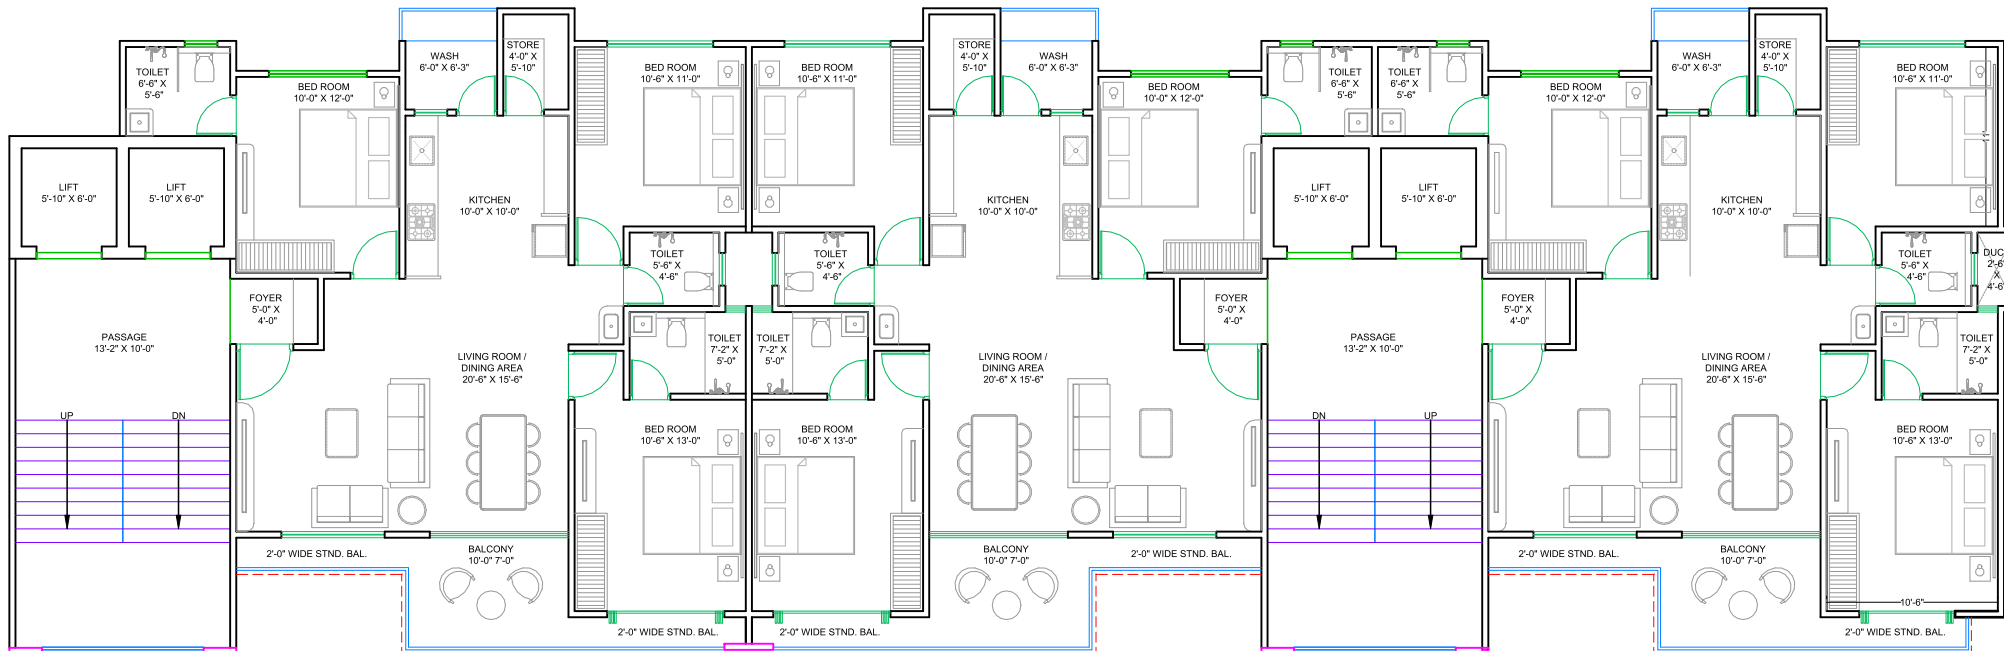 TOILET
6'-6" X
5'-6"
BED ROOM
10'-0" X 12'-0"
LIFT
5'-10" X 6'-0"
LIFT
5'-10" X 6'-0"
FOYER
5'-0" X
4'-0"
PASSAGE
13'-2" X 10'-0"
UP
DN
WASH
6'-0" X 6'-3"
STORE
4'-0" X
5'-10"
KITCHEN
10'-0" X 10'-0"
BED ROOM
10'-6" X 11'-0"
TOILET
5'-6" X
4'-6"
TOILET
7'-2" X
5'-0"
LIVING ROOM /
DINING AREA
20'-6" X 15'-6"
BED ROOM
10'-6" X 13'-0"
2'-0" WIDE STND. BAL.
BALCONY
10'-0" 7'-0"
2'-0" WIDE STND. BAL.
BED ROOM
10'-6" X 11'-0"
STORE
4'-0" X
5'-10"
WASH
6'-0" X 6'-3"
KITCHEN
10'-0" X 10'-0"
BED ROOM
10'-0" X 12'-0"
TOILET
5'-6" X
4'-6"
TOILET
7'-2" X
5'-0"
LIVING ROOM /
DINING AREA
20'-6" X 15'-6"
BED ROOM
10'-6" X 13'-0"
BALCONY
10'-0" 7'-0"
2'-0" WIDE STND. BAL.
2'-0" WIDE STND. BAL.
FOYER
5'-0" X
4'-0"
TOILET
6'-6" X
5'-6"
TOILET
6'-6" X
5'-6"
LIFT
5'-10" X 6'-0"
LIFT
5'-10" X 6'-0"
PASSAGE
13'-2" X 10'-0"
DN
UP
BED ROOM
10'-0" X 12'-0"
FOYER
5'-0" X
4'-0"
WASH
6'-0" X 6'-3"
STORE
4'-0" X
5'-10"
KITCHEN
10'-0" X 10'-0"
BED ROOM
10'-6" X 11'-0"
11'
TOILET
5'-6" X
4'-6"
DUC
2'-6"
X
4'-6"
TOILET
7'-2" X
5'-0"
LIVING ROOM /
DINING AREA
20'-6" X 15'-6"
BED ROOM
10'-6" X 13'-0"
10'-6"
2'-0" WIDE STND. BAL.
BALCONY
10'-0" 7'-0"
2'-0" WIDE STND. BAL.